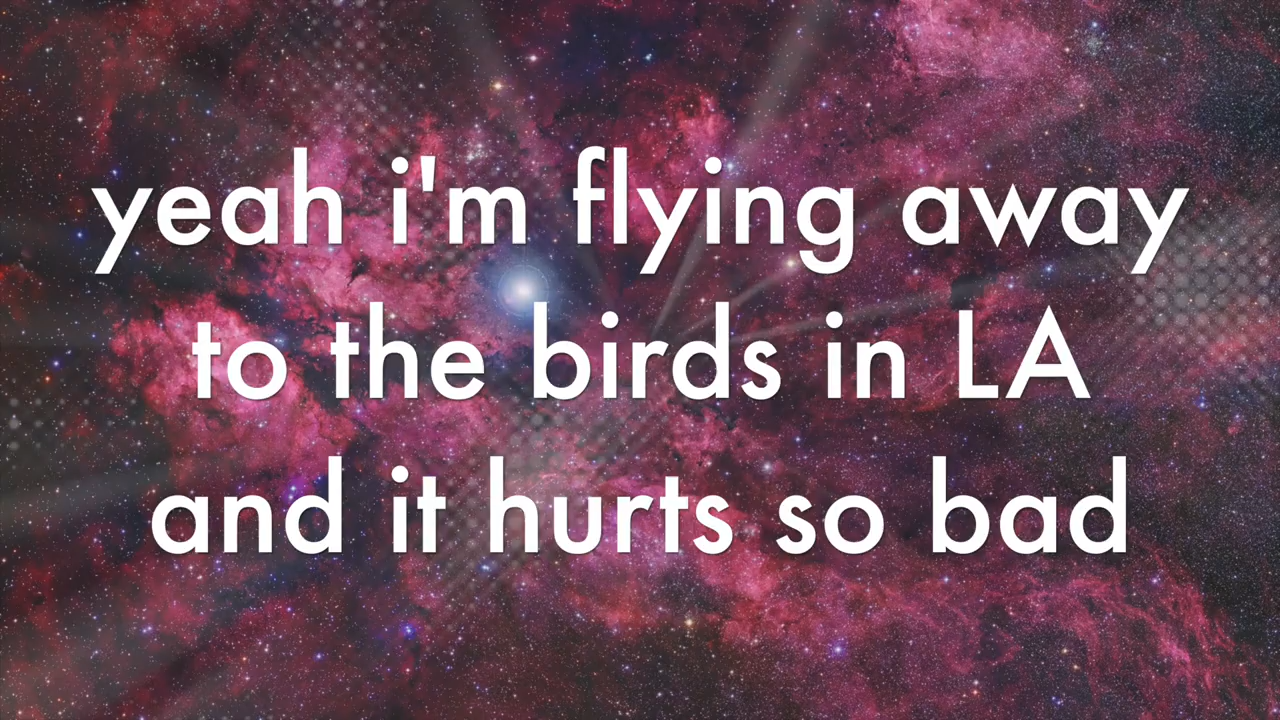 yeah i'm flying away
to the birds in LA
and it hurts so bad